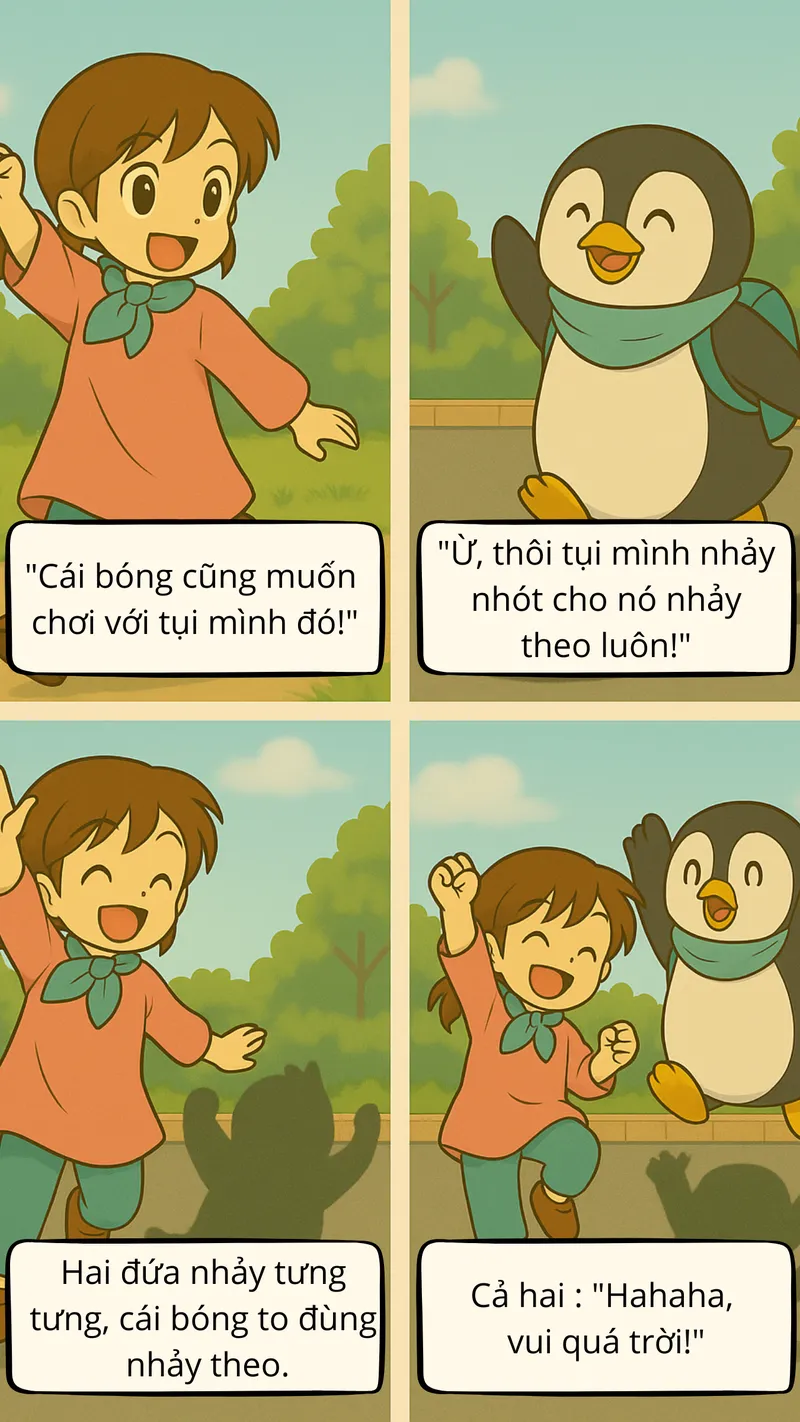 "Cái bóng cũng muốn
chơi với tụi mình đó!"
"Ừ, thôi tụi mình nhảy
nhót cho nó nhảy
theo luôn!"
Hai đứa nhảy tưng
tưng, cái bóng to đùng
nhảy theo.
Cả hai : "Hahaha,
vui quá trời!"